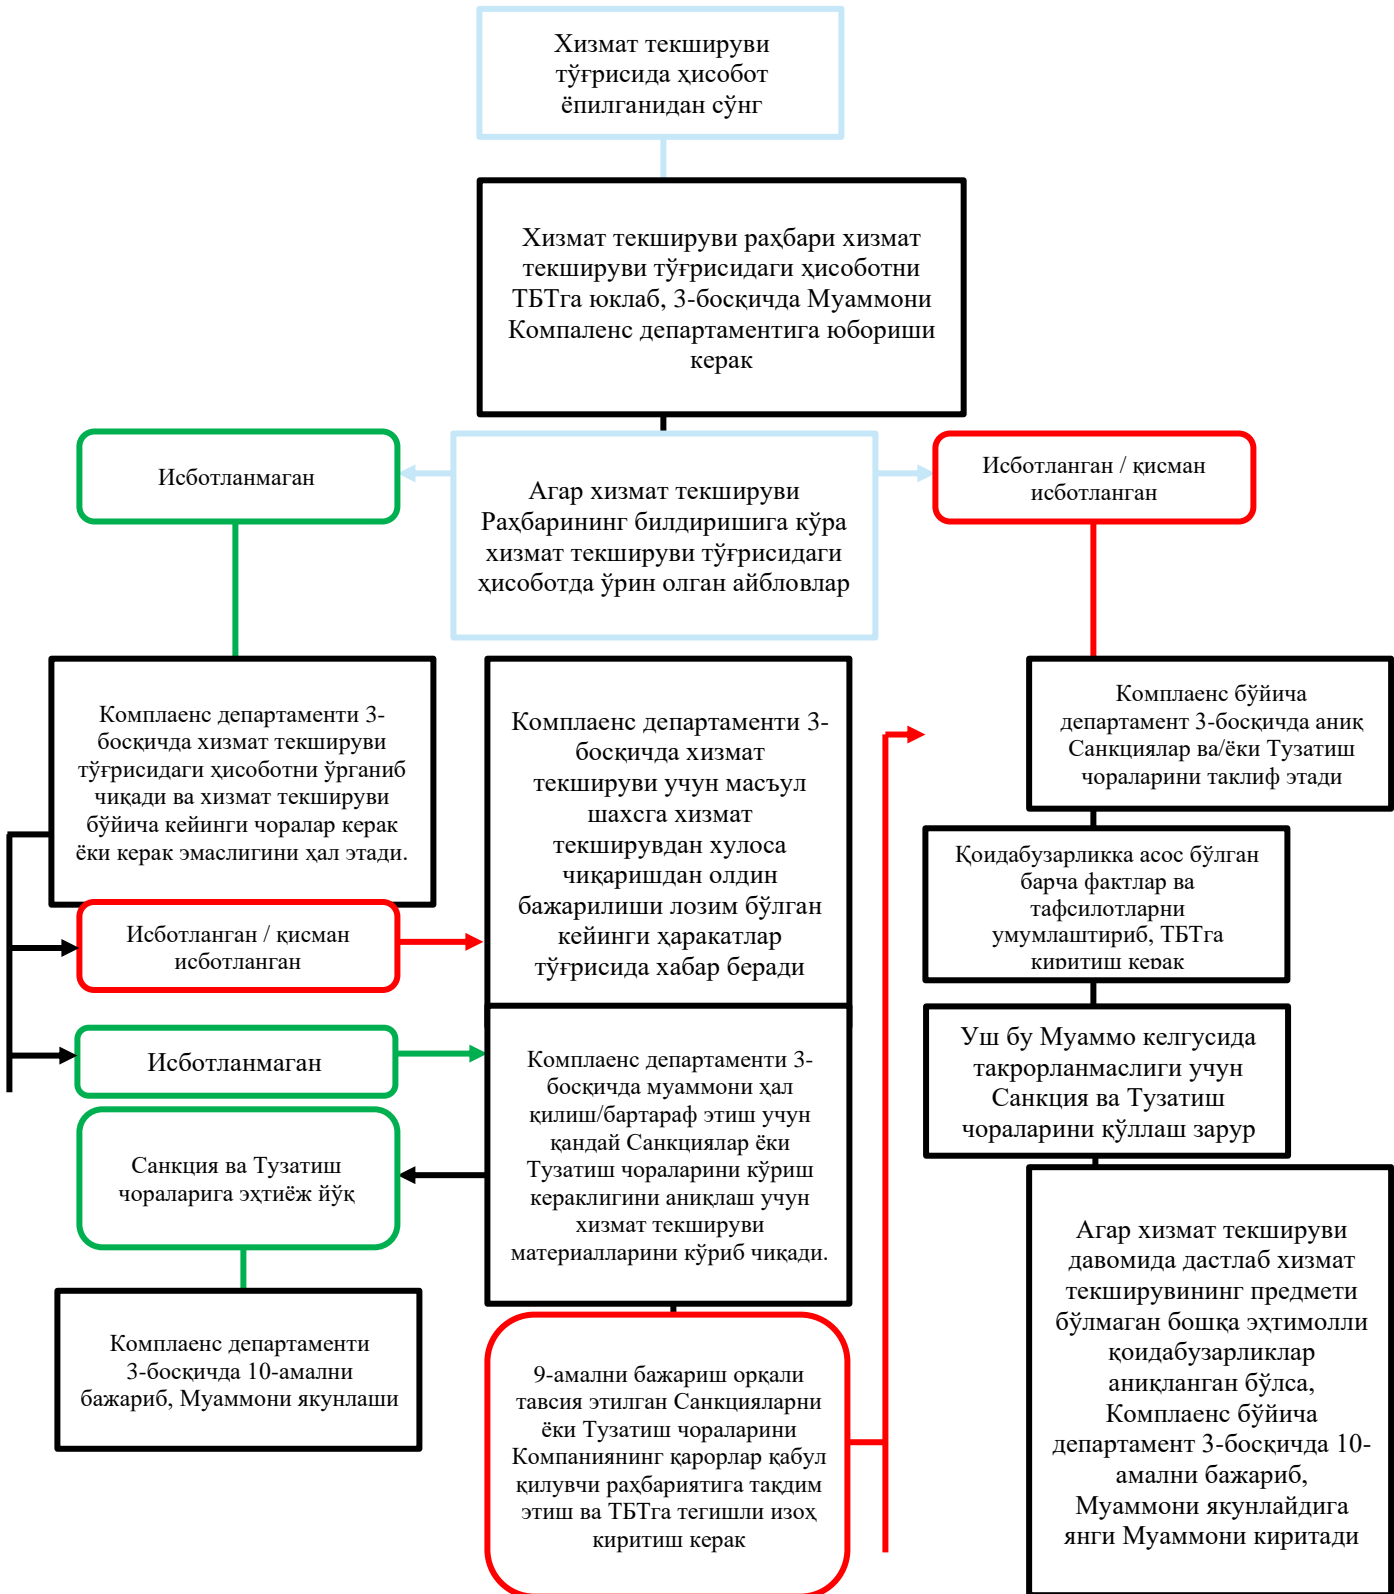 Хизмат текшируви
тўғрисида ҳисобот
ёпилганидан сўнг
Хизмат текшируви раҳбари хизмат
текшируви тўғрисидаги ҳисоботни
ТБТга юклаб, 3-босқичда Муаммони
Компаленс департаментига юбориши
керак
Исботланмаган
Агар хизмат текшируви
Раҳбарининг билдиришига кўра
хизмат текшируви тўғрисидаги
ҳисоботда ўрин олган айбловлар
Исботланган / қисман
исботланган
Комплаенс департаменти 3-
босқичда хизмат текшируви
тўғрисидаги ҳисоботни ўрганиб
чиқади ва хизмат текшируви
бўйича кейинги чоралар керак
ёки керак эмаслигини ҳал этади.
Исботланган / қисман
исботланган
Исботланмаган
Санкция ва Тузатиш
чораларига эҳтиёж йўқ
Комплаенс департаменти
3-босқичда 10-амални
бажариб, Муаммони якунлаши
Комплаенс департаменти 3-
босқичда хизмат
текшируви учун масъул
шахсга хизмат
текширувдан хулоса
чиқаришдан олдин
бажарилиши лозим бўлган
кейинги ҳаракатлар
тўғрисида хабар беради
Комплаенс департаменти 3-
босқичда муаммони ҳал
қилиш/бартараф этиш учун
қандай Санкциялар ёки
Тузатиш чораларини кўриш
кераклигини аниқлаш учун
хизмат текшируви
материалларини кўриб чиқади.
9-амални бажариш орқали
тавсия этилган Санкцияларни
ёки Тузатиш чораларини
Компаниянинг қарорлар қабул
қилувчи раҳбариятига тақдим
этиш ва ТБТга тегишли изоҳ
киритиш керак
Комплаенс бўйича
департамент 3-босқичда аниқ
Санкциялар ва/ёки Тузатиш
чораларини таклиф этади
Қоидабузарликка асос бўлган
барча фактлар ва
тафсилотларни
умумлаштириб, ТБТга
киритиш керак
Уш бу Муаммо келгусида
такрорланмаслиги учун
Санкция ва Тузатиш
чораларини қўллаш зарур
Агар хизмат текшируви
давомида дастлаб хизмат
текширувининг предмети
бўлмаган бошқа эҳтимолли
қоидабузарликлар
аниқланган бўлса,
Комплаенс бўйича
департамент 3-босқичда 10-
амални бажариб,
Муаммони якунлайдига
янги Муаммони киритади